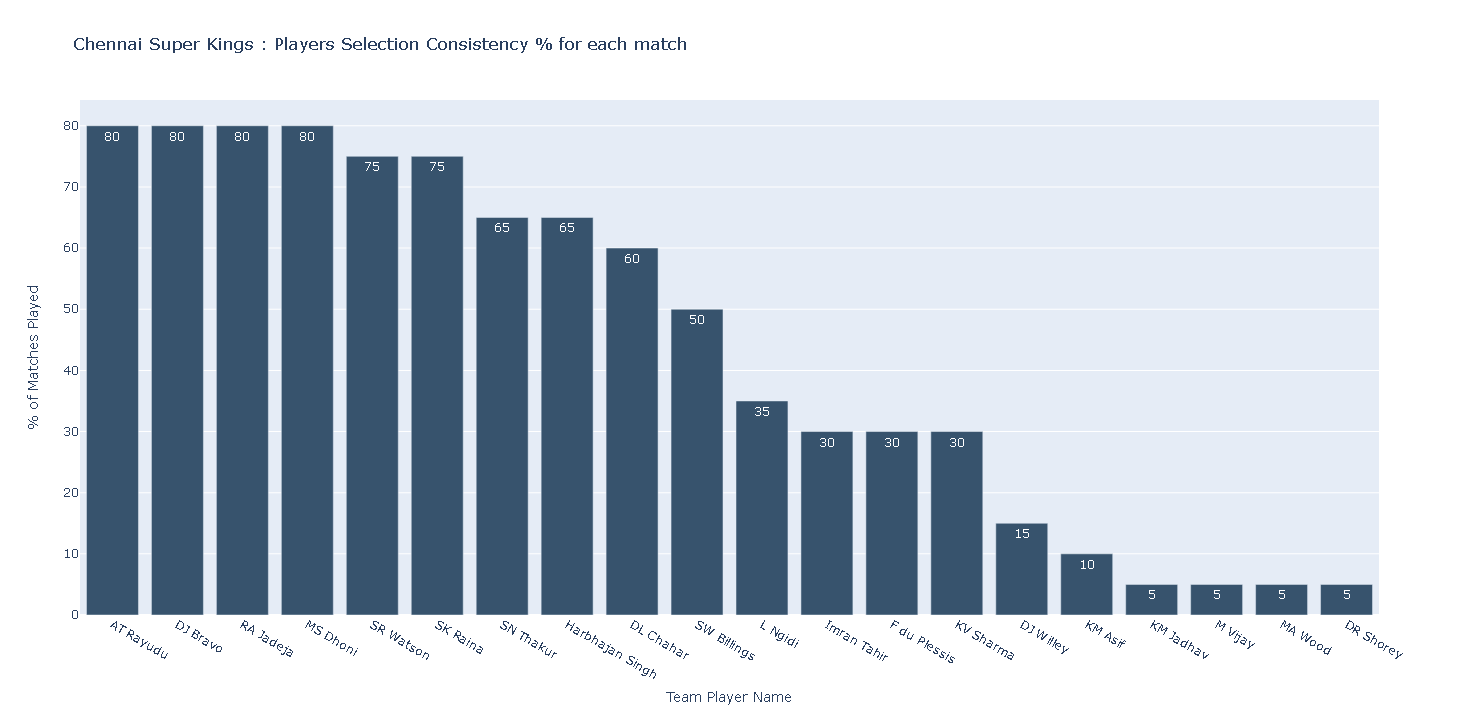 Chennai Super Kings : Players Selection Consistency % for each match
% of Matches Played
80
70
60
50
40
30
20
10
0
80
80
80
80
75
75
65
65
60
50
35
30
30
30
15
10
5
5
5
5
AT Rayudu
DJ Bravo
RA Jadeja
MS Dhoni
SR Watson
SK Raina
SN Thakur
Harbhajan Singh
DL Chahar
SW Billings
L Ngidi
Imran Tahir
F du Plessis
KV Sharma
DJ Willey
KM Asif
KM Jadhav
M Vijay
MA Wood
DR Shorey
Team Player Name